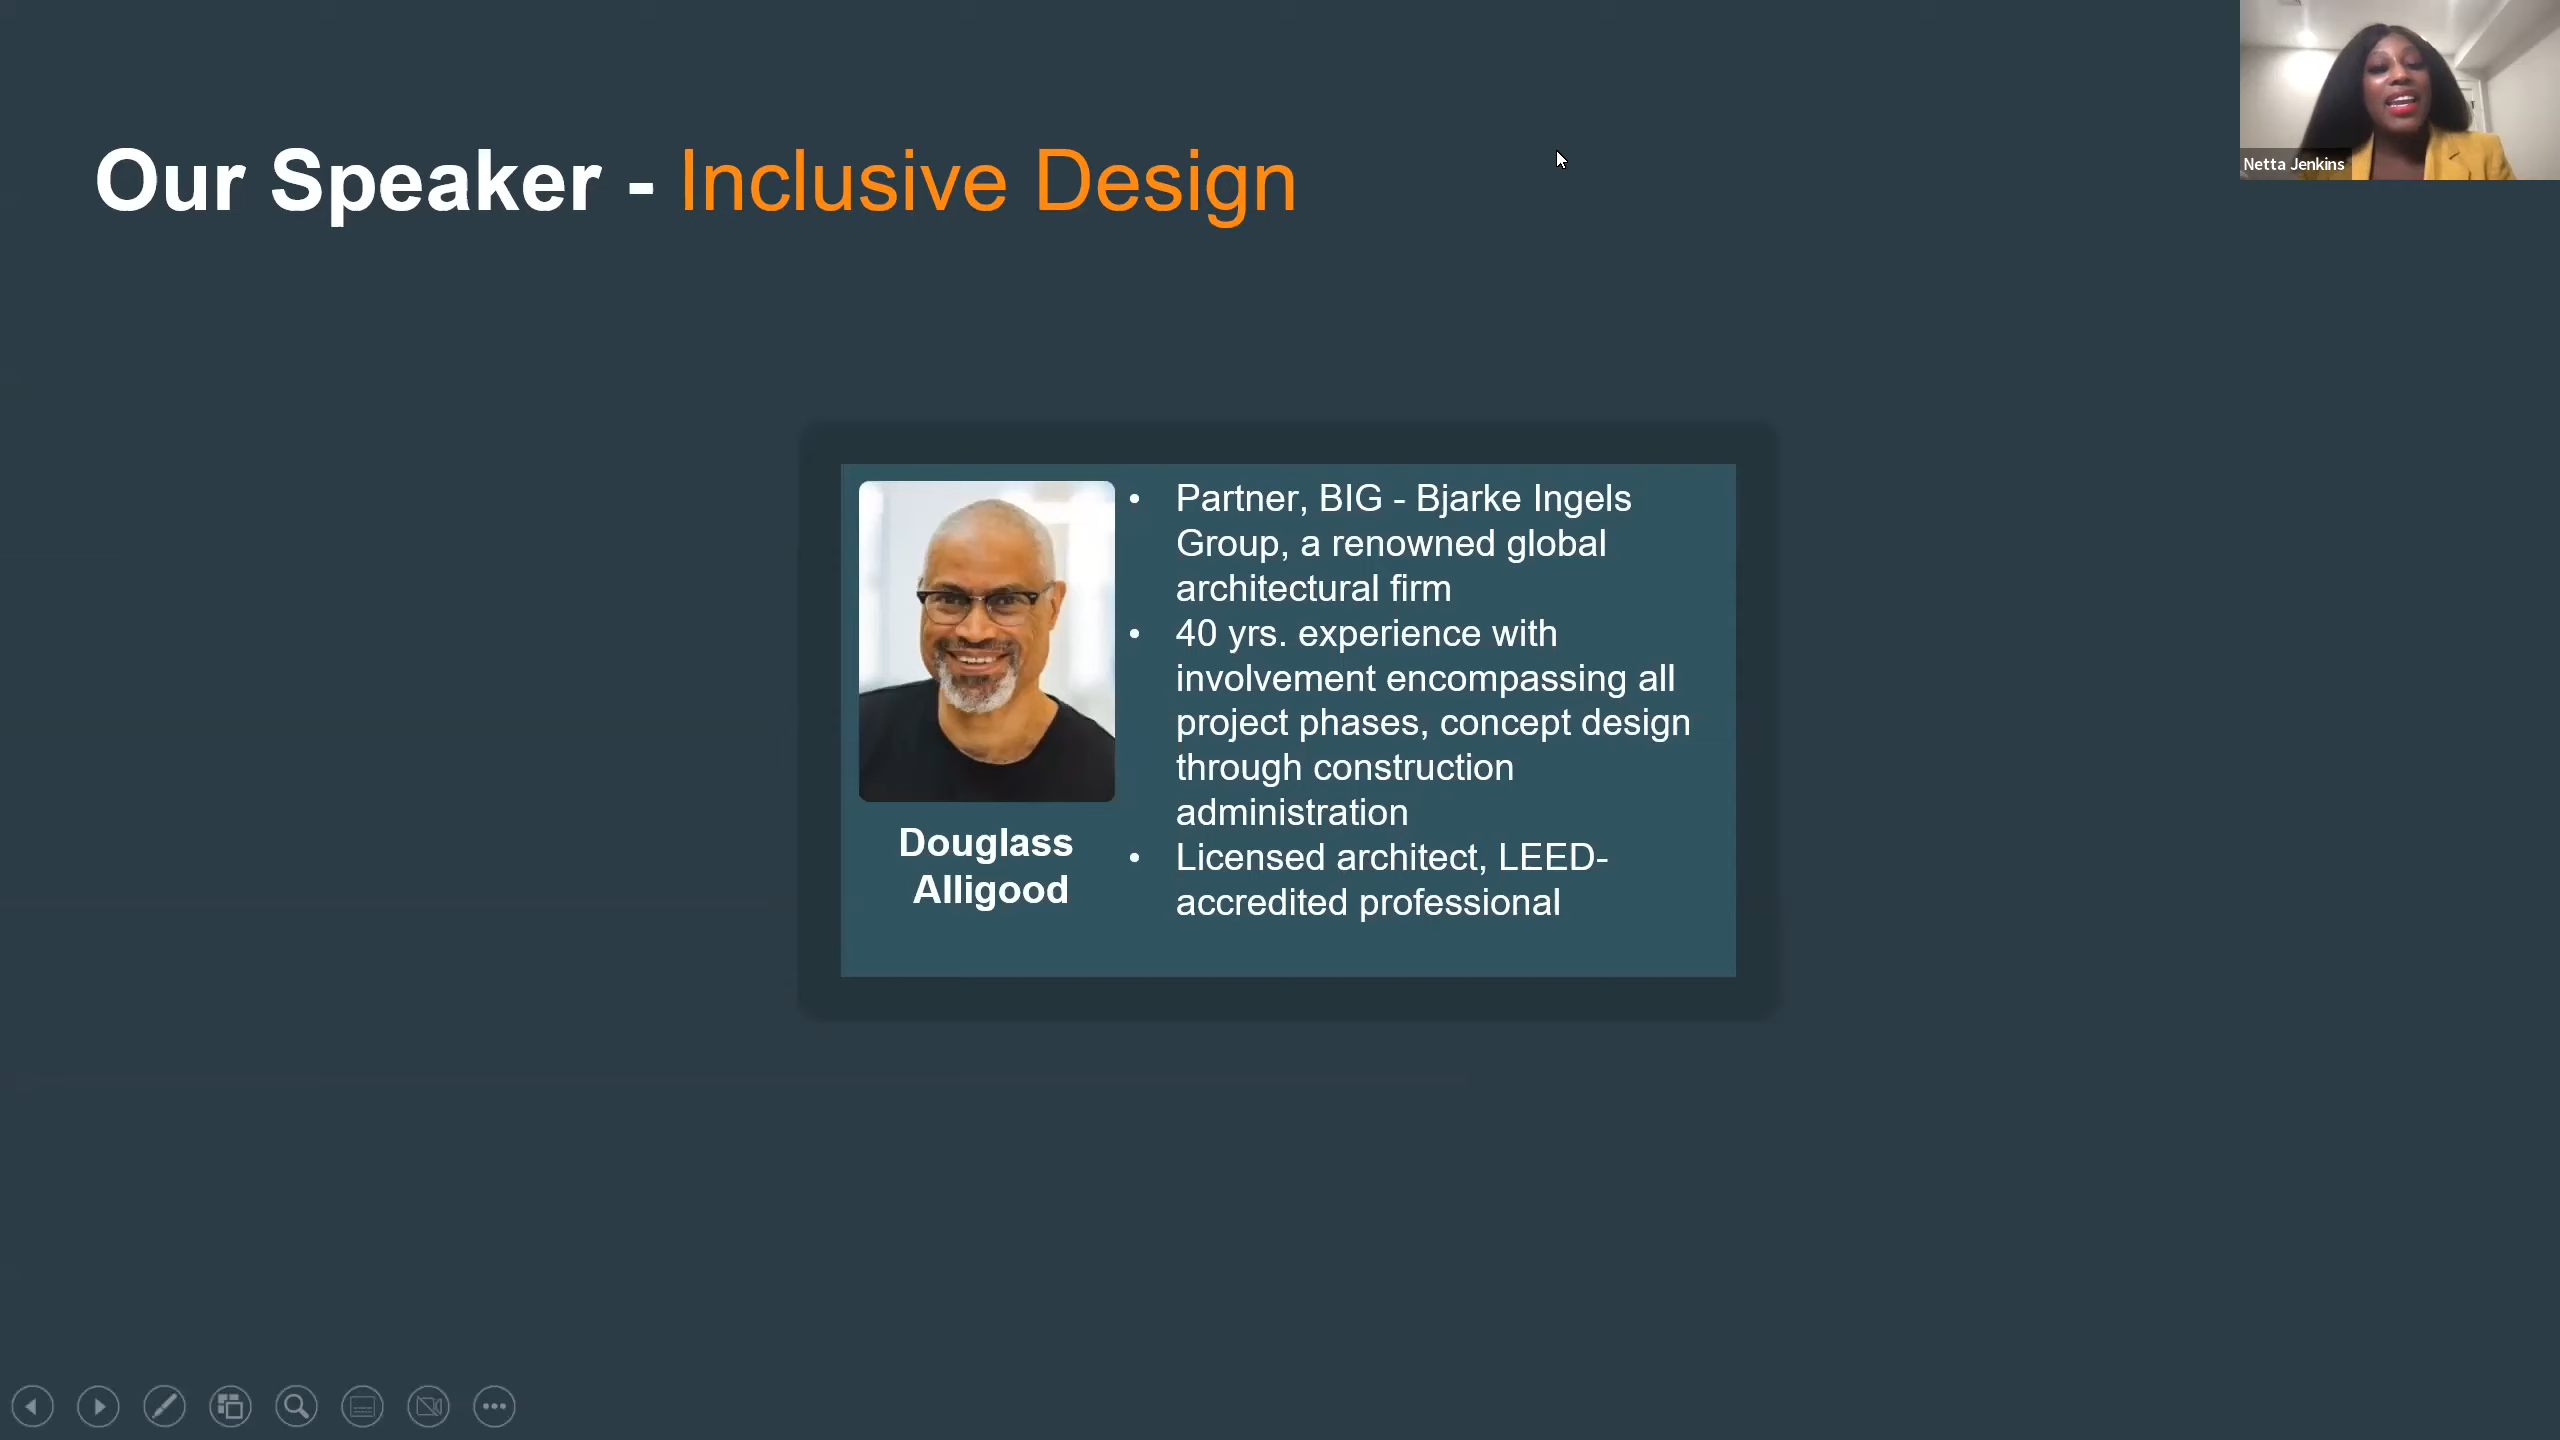 Our Speaker - Inclusive Design
Netta Jenkins
• Partner, BIG - Bjarke Ingels
Group, a renowned global
architectural firm
• 40 yrs. experience with
involvement encompassing all
project phases, concept design
through construction
administration
• Licensed architect, LEED-
accredited professional
Douglass
Alligood